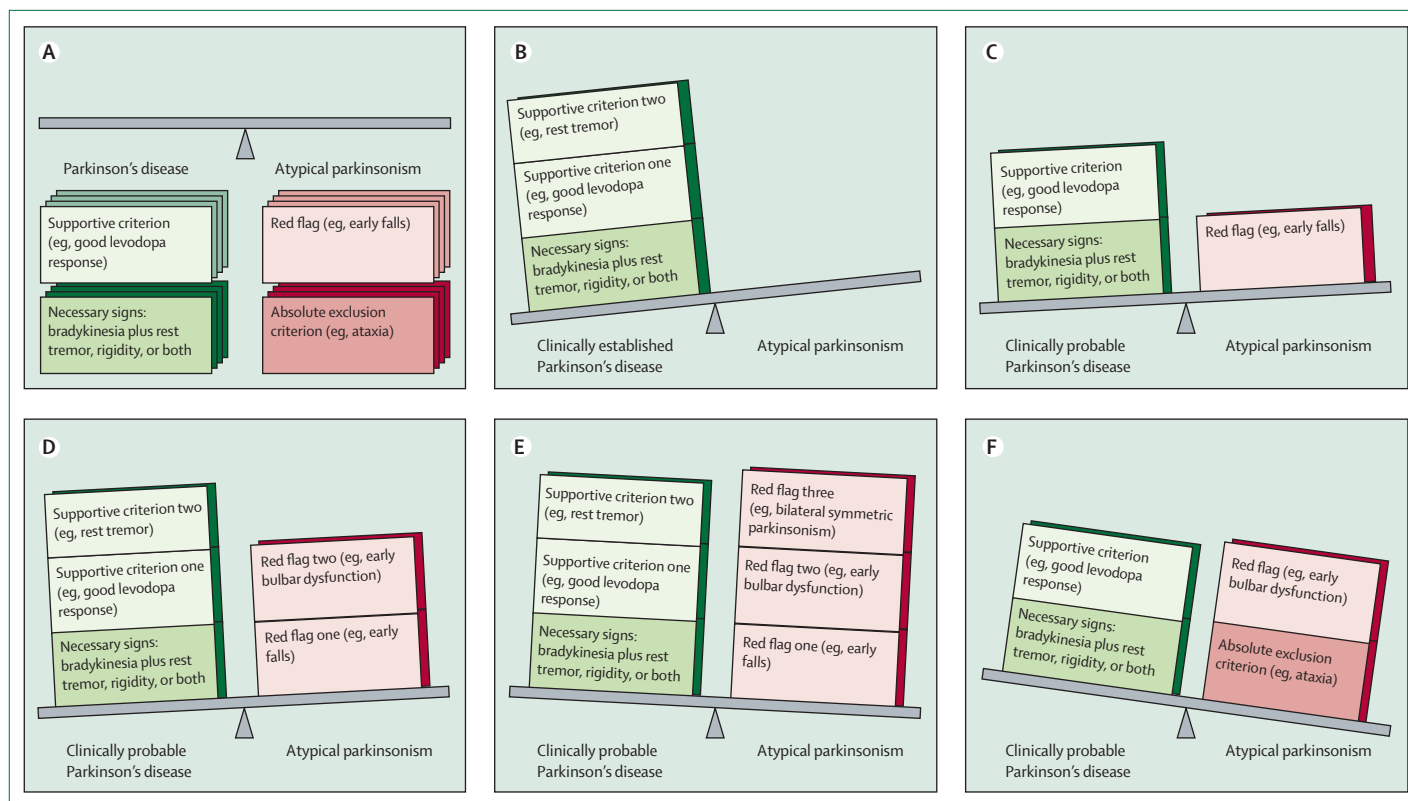 A
Parkinson's disease
Atypical parkinsonism
Supportive criterion
(eg, good levodopa
response)
Red flag (eg, early falls)
Necessary signs:
bradykinesia plus rest
tremor, rigidity, or both
Absolute exclusion
criterion (eg, ataxia)
B
Supportive criterion two
(eg, rest tremor)
Supportive criterion one
(eg, good levodopa
response)
Necessary signs:
bradykinesia plus rest
tremor, rigidity, or both
Clinically established
Parkinson's disease
Atypical parkinsonism
C
Supportive criterion
(eg, good levodopa
response)
Necessary signs:
bradykinesia plus rest
tremor, rigidity, or both
Red flag (eg, early falls)
Clinically probable
Parkinson's disease
Atypical parkinsonism
D
Supportive criterion two
(eg, rest tremor)
Supportive criterion one
(eg, good levodopa
response)
Necessary signs:
bradykinesia plus rest
tremor, rigidity, or both
Red flag two (eg, early
bulbar dysfunction)
Red flag one (eg, early
falls)
Clinically probable
Parkinson's disease
Atypical parkinsonism
E
Supportive criterion two
(eg, rest tremor)
Supportive criterion one
(eg, good levodopa
response)
Necessary signs:
bradykinesia plus rest
tremor, rigidity, or both
Red flag three
(eg, bilateral symmetric
parkinsonism)
Red flag two (eg, early
bulbar dysfunction)
Red flag one (eg, early
falls)
Clinically probable
Parkinson's disease
Atypical parkinsonism
F
Supportive criterion
(eg, good levodopa
response)
Necessary signs:
bradykinesia plus rest
tremor, rigidity, or both
Red flag (eg, early
bulbar dysfunction)
Absolute exclusion
criterion (eg, ataxia)
Clinically probable
Parkinson's disease
Atypical parkinsonism